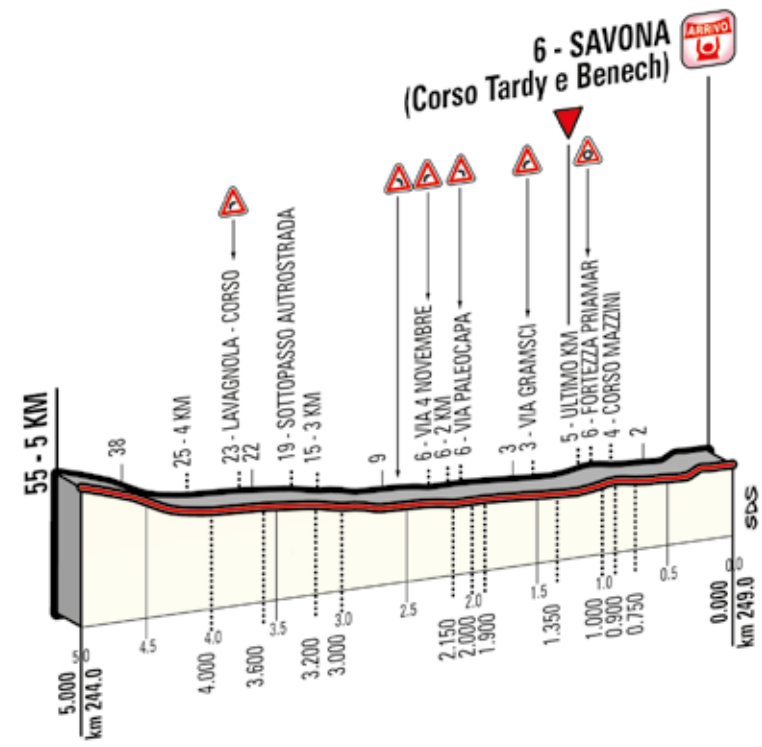 ARRIVO
6 - SAVONA
(Corso Tardy e Benech)
55 - 5 KM
38
25 - 4 KM
23 - LAVAGNOLA - CORSO
22
19 - SOTTOPASSO AUTROSTRADA
15 - 3 KM
9
6 - VIA 4 NOVEMBRE
6 - 2 KM
6 - VIA PALEOCAPA
3
3 - VIA GRAMSCI
5 - ULTIMO KM
6 - FORTEZZA PRIAMAR
4 - CORSO MAZZINI
2
SDS
5.0
4.5
4.0
3.5
3.0
2.5
2.0
1.5
1.0
0.5
0.0
5.000
km 244.0
4.000
3.600
3.200
3.000
2.150
2.000
1.900
1.350
1.000
0.900
0.750
0.000
km 249.0